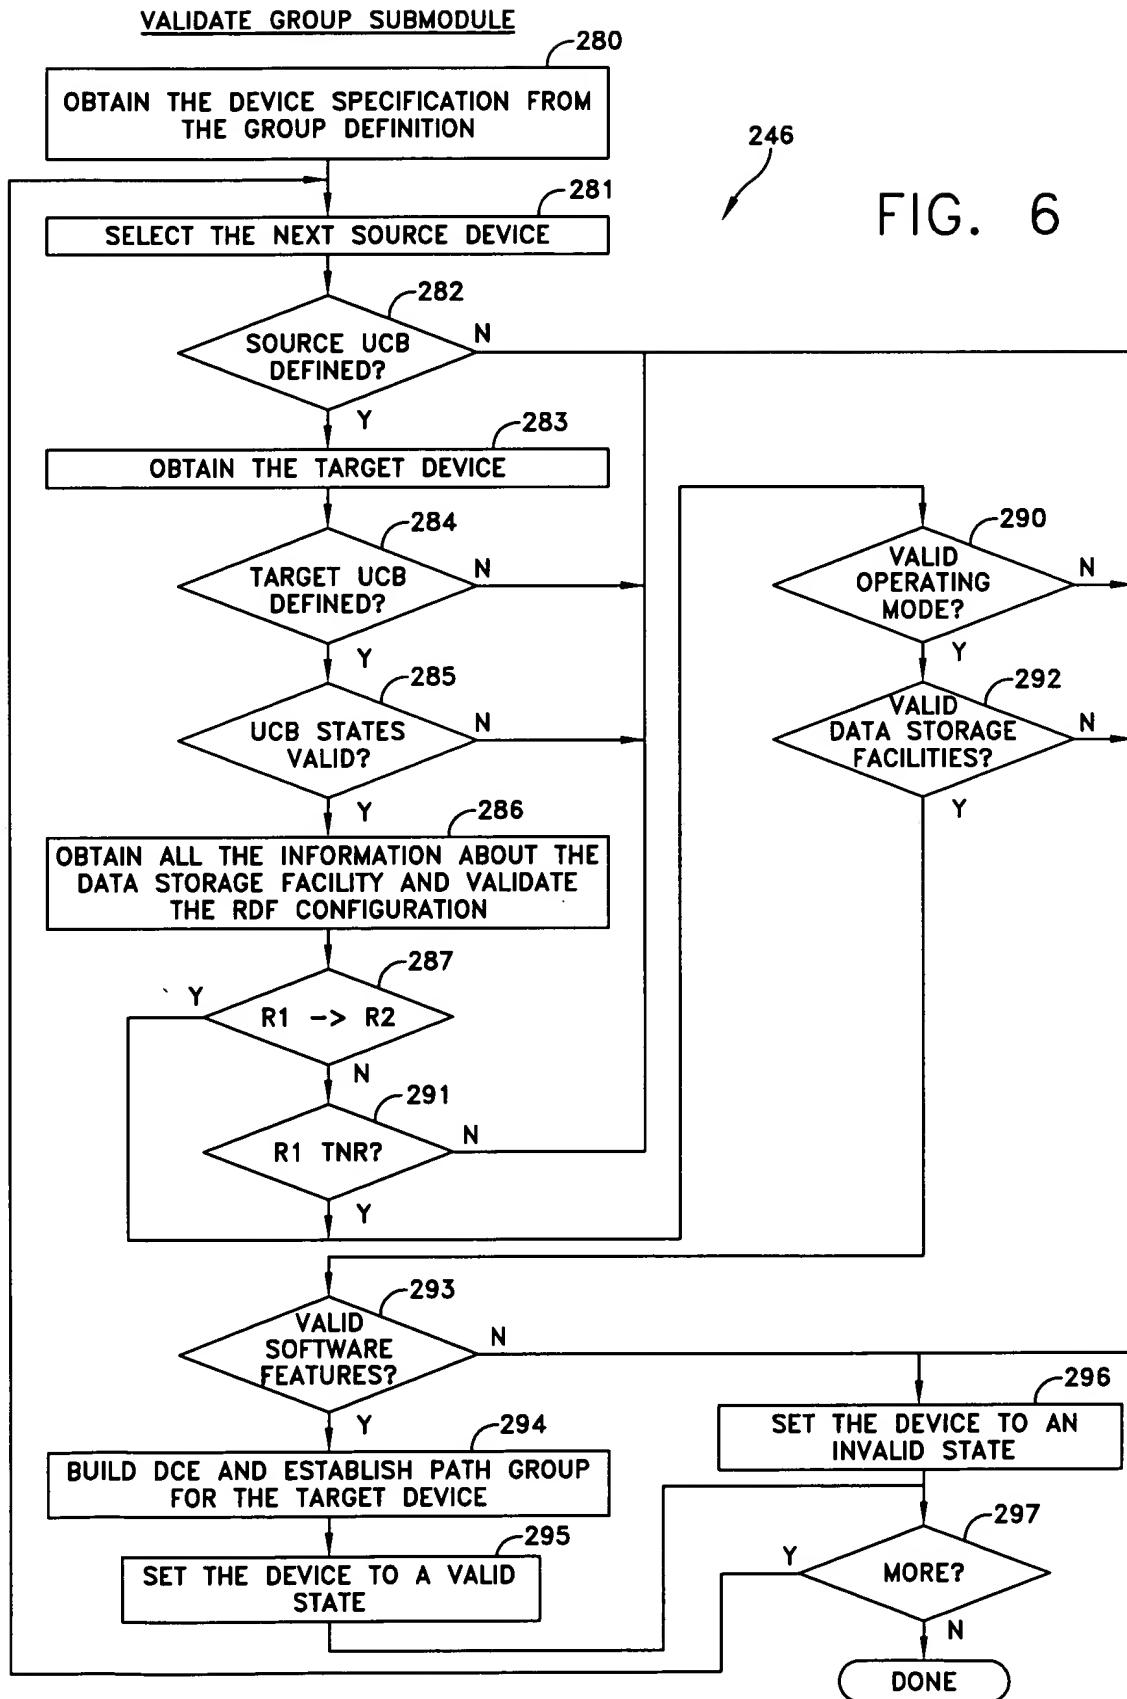 VALIDATE GROUP SUBMODULE
280
OBTAIN THE DEVICE SPECIFICATION FROM
THE GROUP DEFINITION
246
FIG. 6
281
SELECT THE NEXT SOURCE DEVICE
282
SOURCE UCB
DEFINED?
N
Y
283
OBTAIN THE TARGET DEVICE
284
TARGET UCB
DEFINED?
N
Y
285
UCB STATES
VALID?
N
Y
286
OBTAIN ALL THE INFORMATION ABOUT THE
DATA STORAGE FACILITY AND VALIDATE
THE RDF CONFIGURATION
287
R1 -> R2
Y
N
291
R1 TNR?
N
Y
290
VALID
OPERATING
MODE?
N
Y
292
VALID
DATA STORAGE
FACILITIES?
N
Y
293
VALID
SOFTWARE
FEATURES?
N
Y
294
BUILD DCE AND ESTABLISH PATH GROUP
FOR THE TARGET DEVICE
295
SET THE DEVICE TO A VALID
STATE
296
SET THE DEVICE TO AN
INVALID STATE
297
MORE?
Y
N
DONE